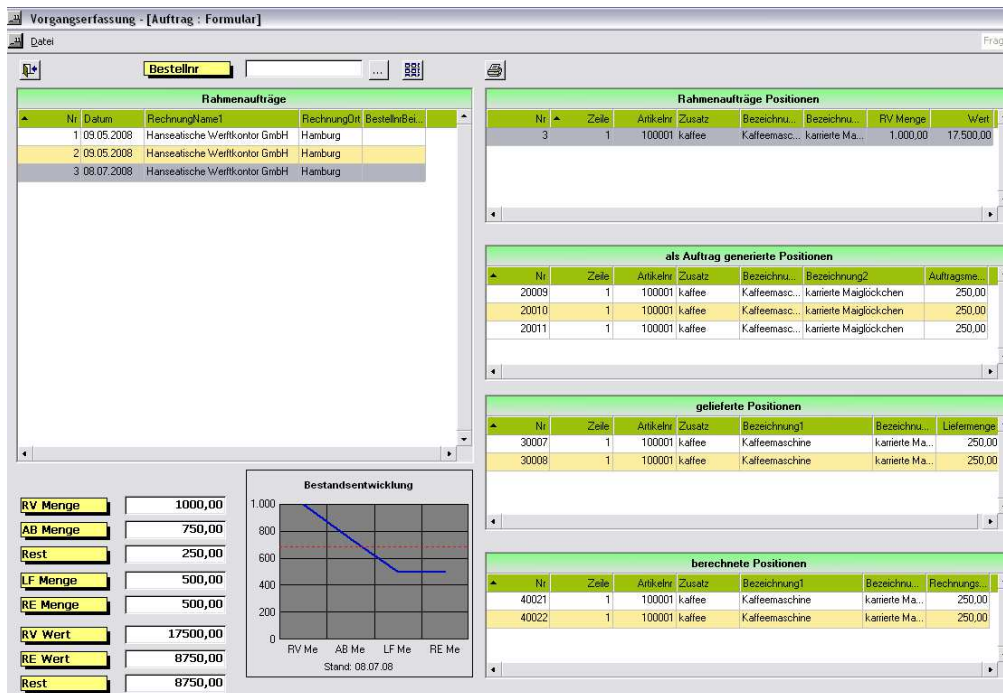 Vorgangserfassung - [Auftrag : Formular]
Datei
Frag
Bestellnr ...
Rahmenaufträge
Nr Datum RechnungName1 RechnungOrt BestellnrBei...
1 09.05.2008 Hanseatische Werftkontor GmbH Hamburg
2 09.05.2008 Hanseatische Werftkontor GmbH Hamburg
3 08.07.2008 Hanseatische Werftkontor GmbH Hamburg
Rahmenaufträge Positionen
Nr Zeile Artikelnr Zusatz Bezeichnu... Bezeichnu... RV Menge Wert
3 1 100001 kaffee Kaffeemasc... karrierte Ma... 1.000,00 17.500,00
als Auftrag generierte Positionen
Nr Zeile Artikelnr Zusatz Bezeichnu... Bezeichnung2 Auftragsme...
20009 1 100001 kaffee Kaffeemasc... karrierte Maiglöckchen 250,00
20010 1 100001 kaffee Kaffeemasc... karrierte Maiglöckchen 250,00
20011 1 100001 kaffee Kaffeemasc... karrierte Maiglöckchen 250,00
gelieferte Positionen
Nr Zeile Artikelnr Zusatz Bezeichnung1 Bezeichnu... Liefermenge
30007 1 100001 kaffee Kaffeemaschine karrierte Ma... 250,00
30008 1 100001 kaffee Kaffeemaschine karrierte Ma... 250,00
berechnete Positionen
Nr Zeile Artikelnr Zusatz Bezeichnung1 Bezeichnu... Rechnungs...
40021 1 100001 kaffee Kaffeemaschine karrierte Ma... 250,00
40022 1 100001 kaffee Kaffeemaschine karrierte Ma... 250,00
RV Menge 1000,00
AB Menge 750,00
Rest 250,00
LF Menge 500,00
RE Menge 500,00
RV Wert 17500,00
RE Wert 8750,00
Rest 8750,00
Bestandsentwicklung
1.000
800
600
400
200
0
RV Me AB Me LF Me RE Me
Stand: 08.07.08